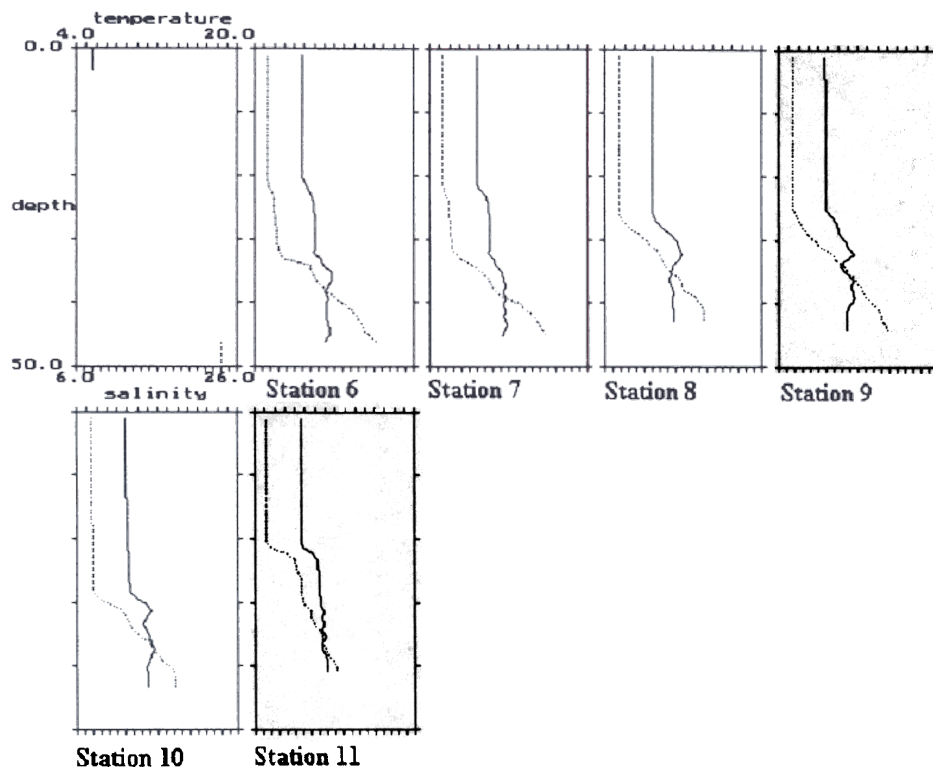 temperature
4.0 20.0
0.0
depth
50.0
6.0 26.0
salinity
Station 6
Station 7
Station 8
Station 9
Station 10
Station 11